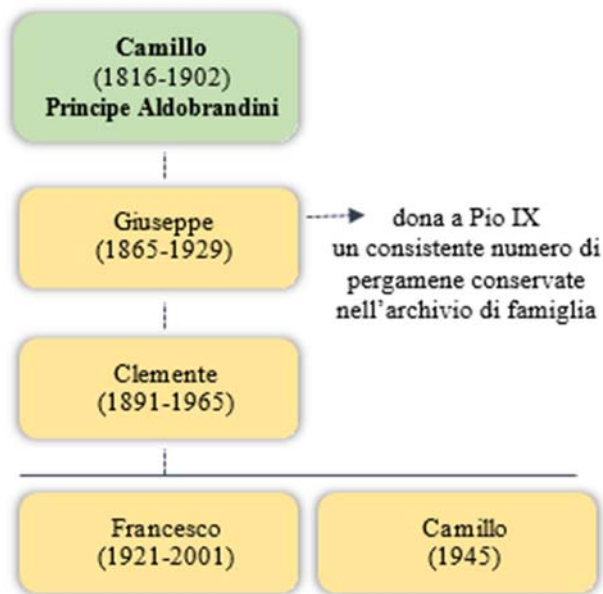 Camillo
(1816-1902)
Principe Aldobrandini
Giuseppe
(1865-1929)
dona a Pio IX
un consistente numero di
pergamene conservate
nell'archivio di famiglia
Clemente
(1891-1965)
Francesco
(1921-2001)
Camillo
(1945)